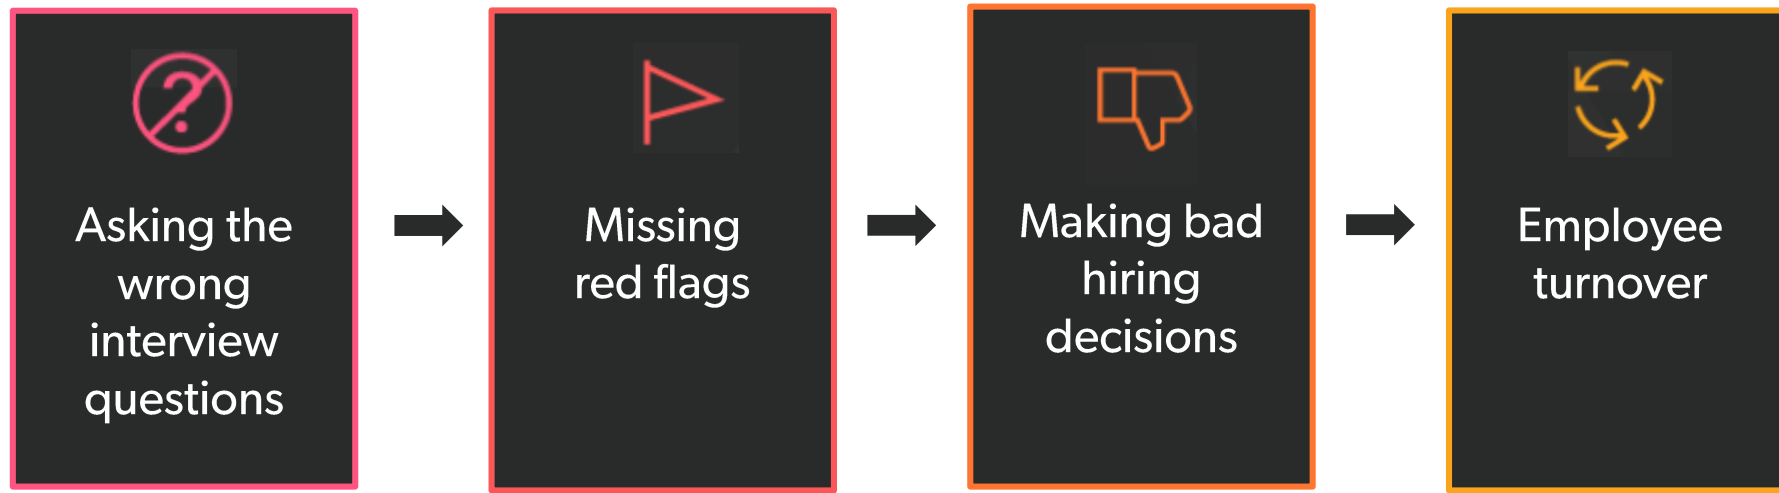 Asking the
wrong
interview
questions
Missing
red flags
Making bad
hiring
decisions
Employee
turnover